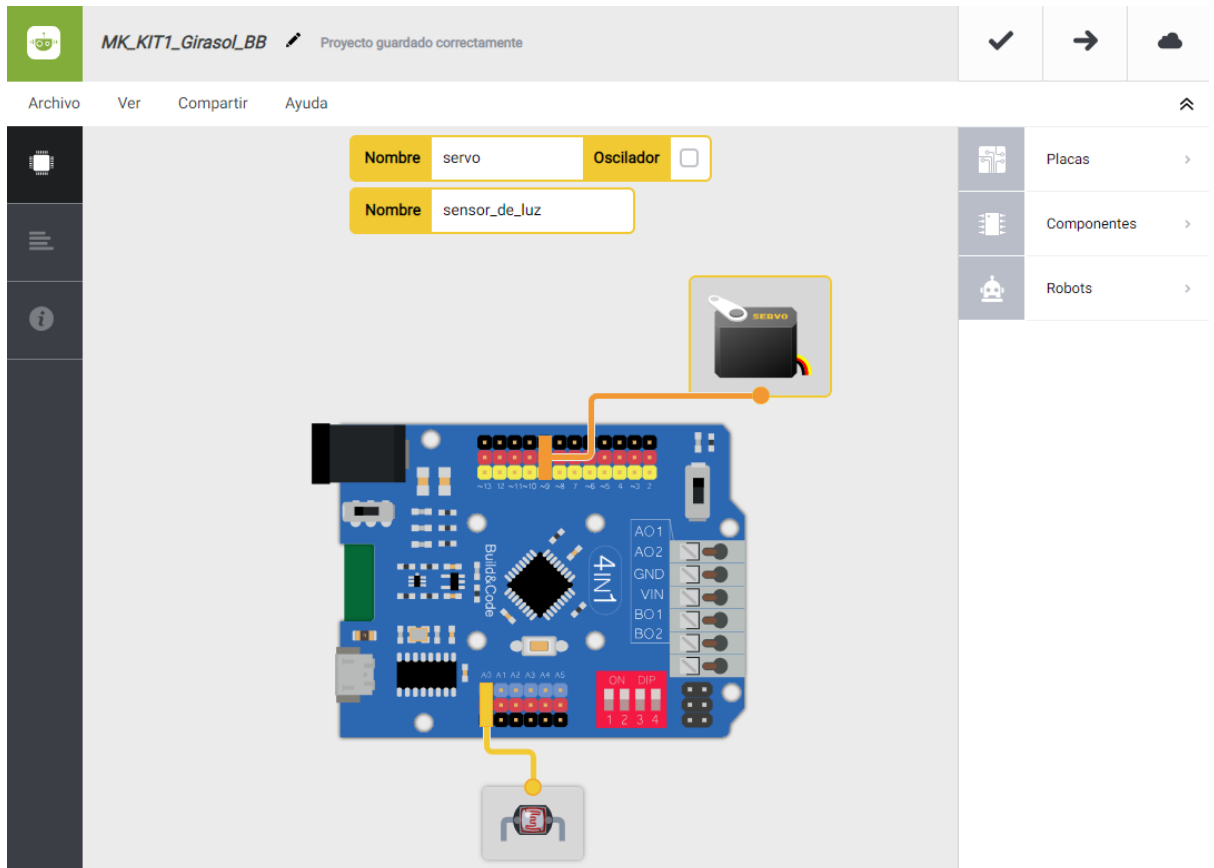 MK_KIT1_Girasol_BB Proyecto guardado correctamente
Archivo Ver Compartir Ayuda
Nombre servo Oscilador
Nombre sensor_de_luz
Placas
Componentes
Robots
SERVO
~13 12 ~11 ~10 ~9 ~8 7 ~6 ~5 4 ~3 2
AO1
AO2
GND
VIN
BO1
BO2
Build&Code
4IN1
A0 A1 A2 A3 A4 A5
ON DIP
1 2 3 4